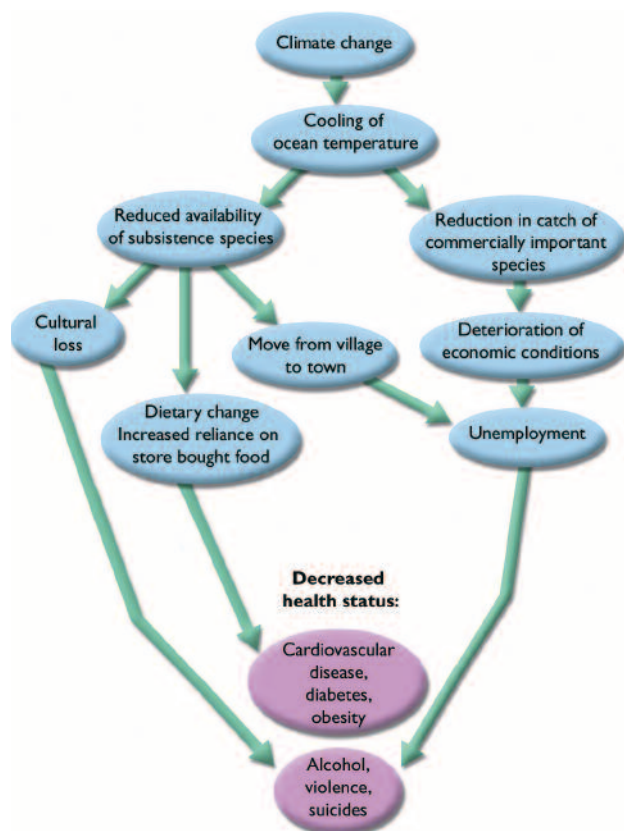 Climate change
Cooling of
ocean temperature
Reduced availability
of subsistence species
Reduction in catch of
commercially important
species
Cultural
loss
Move from village
to town
Deterioration of
economic conditions
Dietary change
Increased reliance on
store bought food
Unemployment
Decreased
health status:
Cardiovascular
disease,
diabetes,
obesity
Alcohol,
violence,
suicides